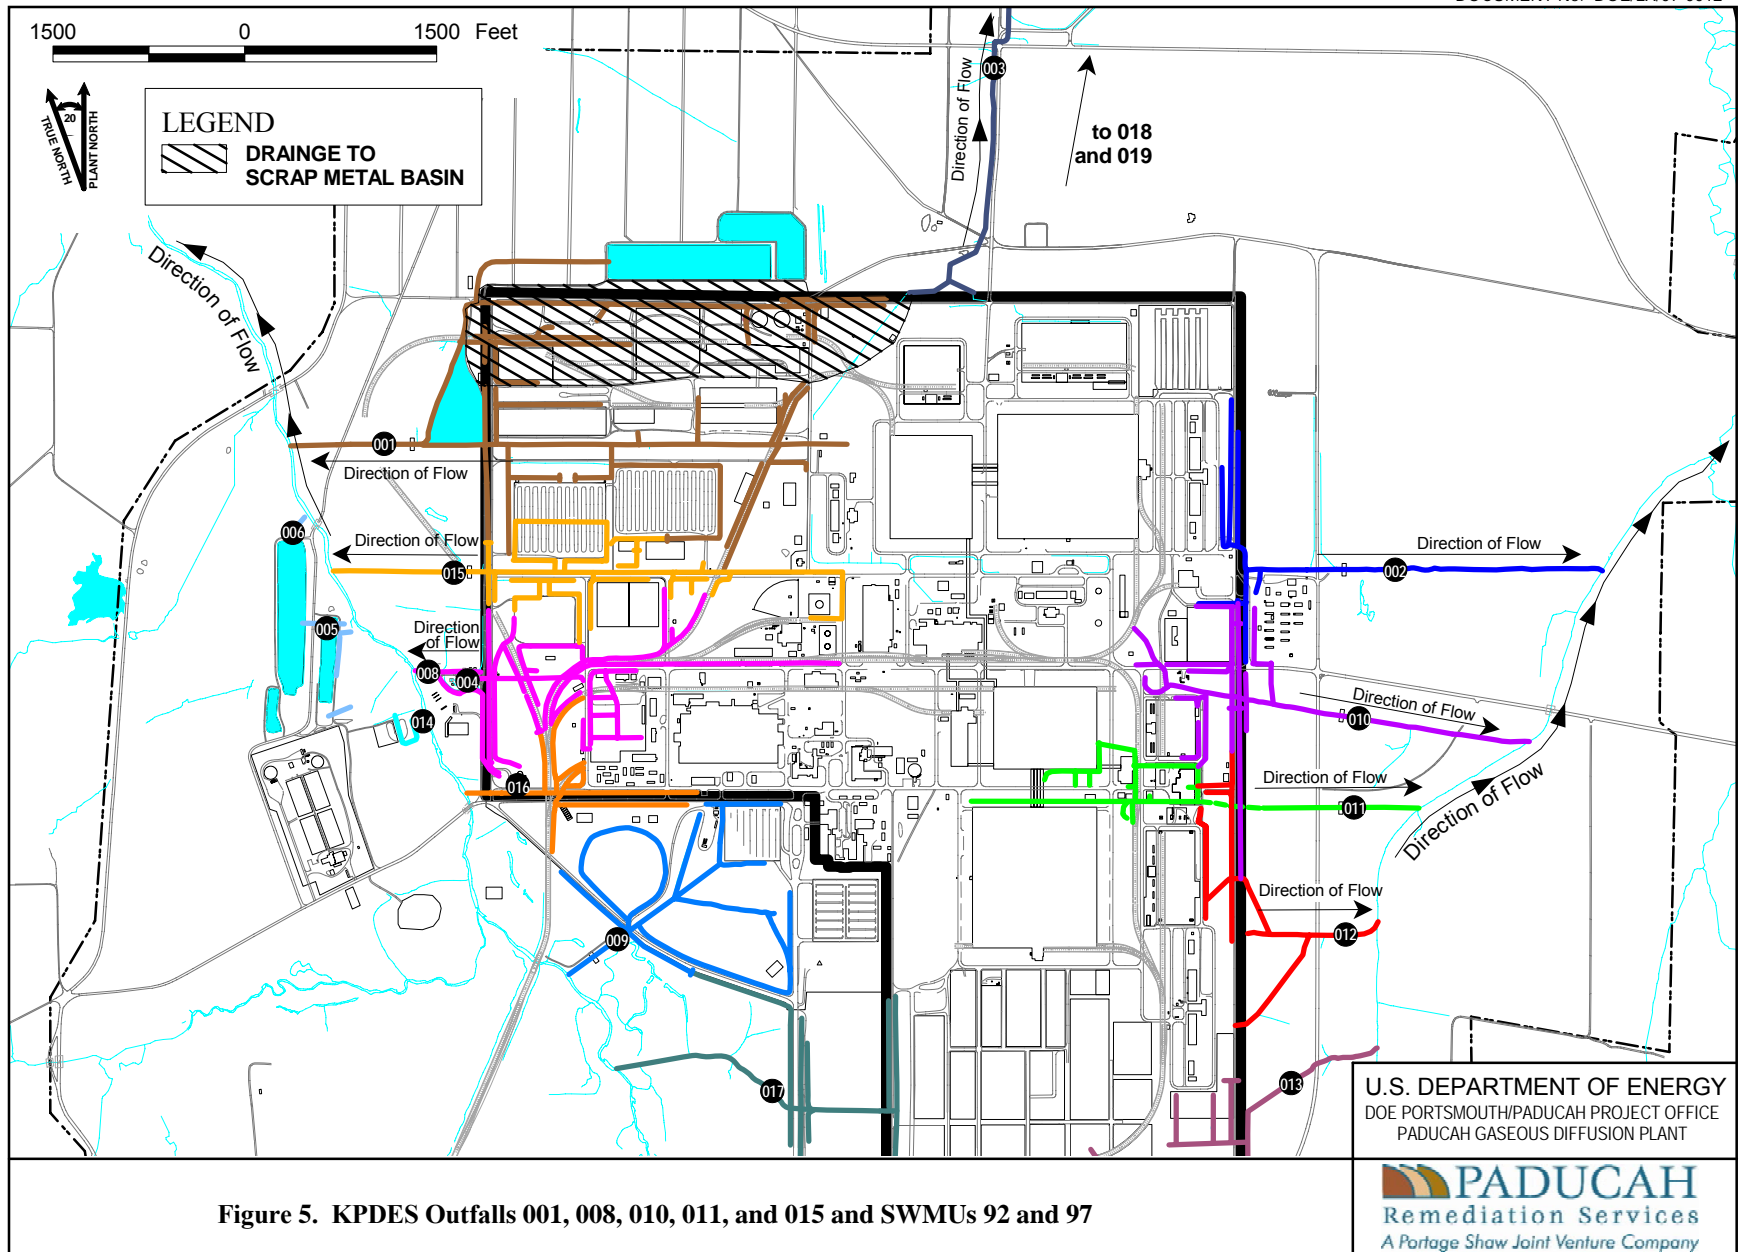 1500 0 1500 Feet
TRUE NORTH
20
PLANT NORTH
LEGEND
DRAINGE TO
SCRAP METAL BASIN
003
Direction of Flow
to 018
and 019
Direction of Flow
001
Direction of Flow
006
Direction of Flow
015
Direction of Flow
002
005
Direction
of Flow
008
004
014
Direction of Flow
010
016
Direction of Flow
011
Direction of Flow
Direction of Flow
009
012
017
013
U.S. DEPARTMENT OF ENERGY
DOE PORTSMOUTH/PADUCAH PROJECT OFFICE
PADUCAH GASEOUS DIFFUSION PLANT
PADUCAH
Remediation Services
A Portage Shaw Joint Venture Company
Figure 5. KPDES Outfalls 001, 008, 010, 011, and 015 and SWMUs 92 and 97